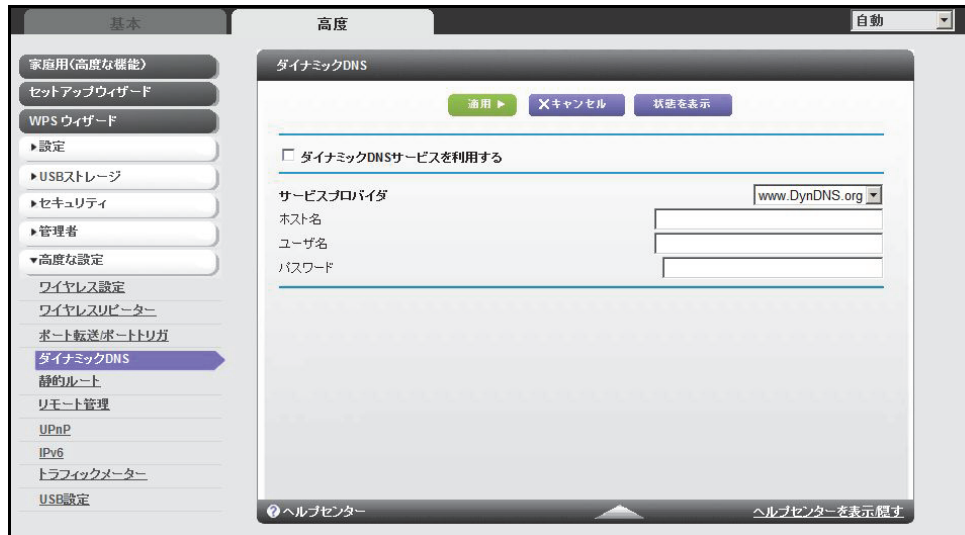 基本
高度
自動
家庭用(高度な機能)
セットアップウィザード
WPS ウィザード
▶設定
▶USBストレージ
▶セキュリティ
▶管理者
▼高度な設定
ワイヤレス設定
ワイヤレスリピーター
ポート転送/ポートトリガ
ダイナミックDNS
静的ルート
リモート管理
UPnP
IPv6
トラフィックメーター
USB設定
ダイナミックDNS
適用 ▶
Xキャンセル
状態を表示
ダイナミックDNSサービスを利用する
サービスプロバイダ
www.DynDNS.org
ホスト名
ユーザ名
パスワード
?ヘルプセンター
ヘルプセンターを表示/隠す